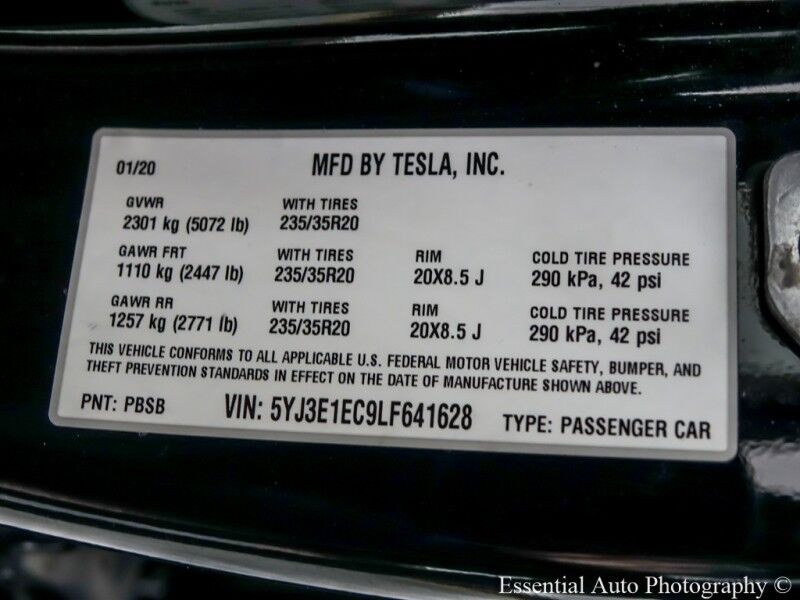 01/20 MFD BY TESLA, INC.
GVWR WITH TIRES
2301 kg (5072 lb) 235/35R20
GAWR FRT WITH TIRES RIM COLD TIRE PRESSURE
1110 kg (2447 lb) 235/35R20 20X8.5 J 290 kPa, 42 psi
GAWR RR WITH TIRES RIM COLD TIRE PRESSURE
1257 kg (2771 lb) 235/35R20 20X8.5 J 290 kPa, 42 psi
THIS VEHICLE CONFORMS TO ALL APPLICABLE U.S. FEDERAL MOTOR VEHICLE SAFETY, BUMPER, AND
THEFT PREVENTION STANDARDS IN EFFECT ON THE DATE OF MANUFACTURE SHOWN ABOVE.
PNT: PBSB VIN: 5YJ3E1EC9LF641628 TYPE: PASSENGER CAR
Essential Auto Photography ©